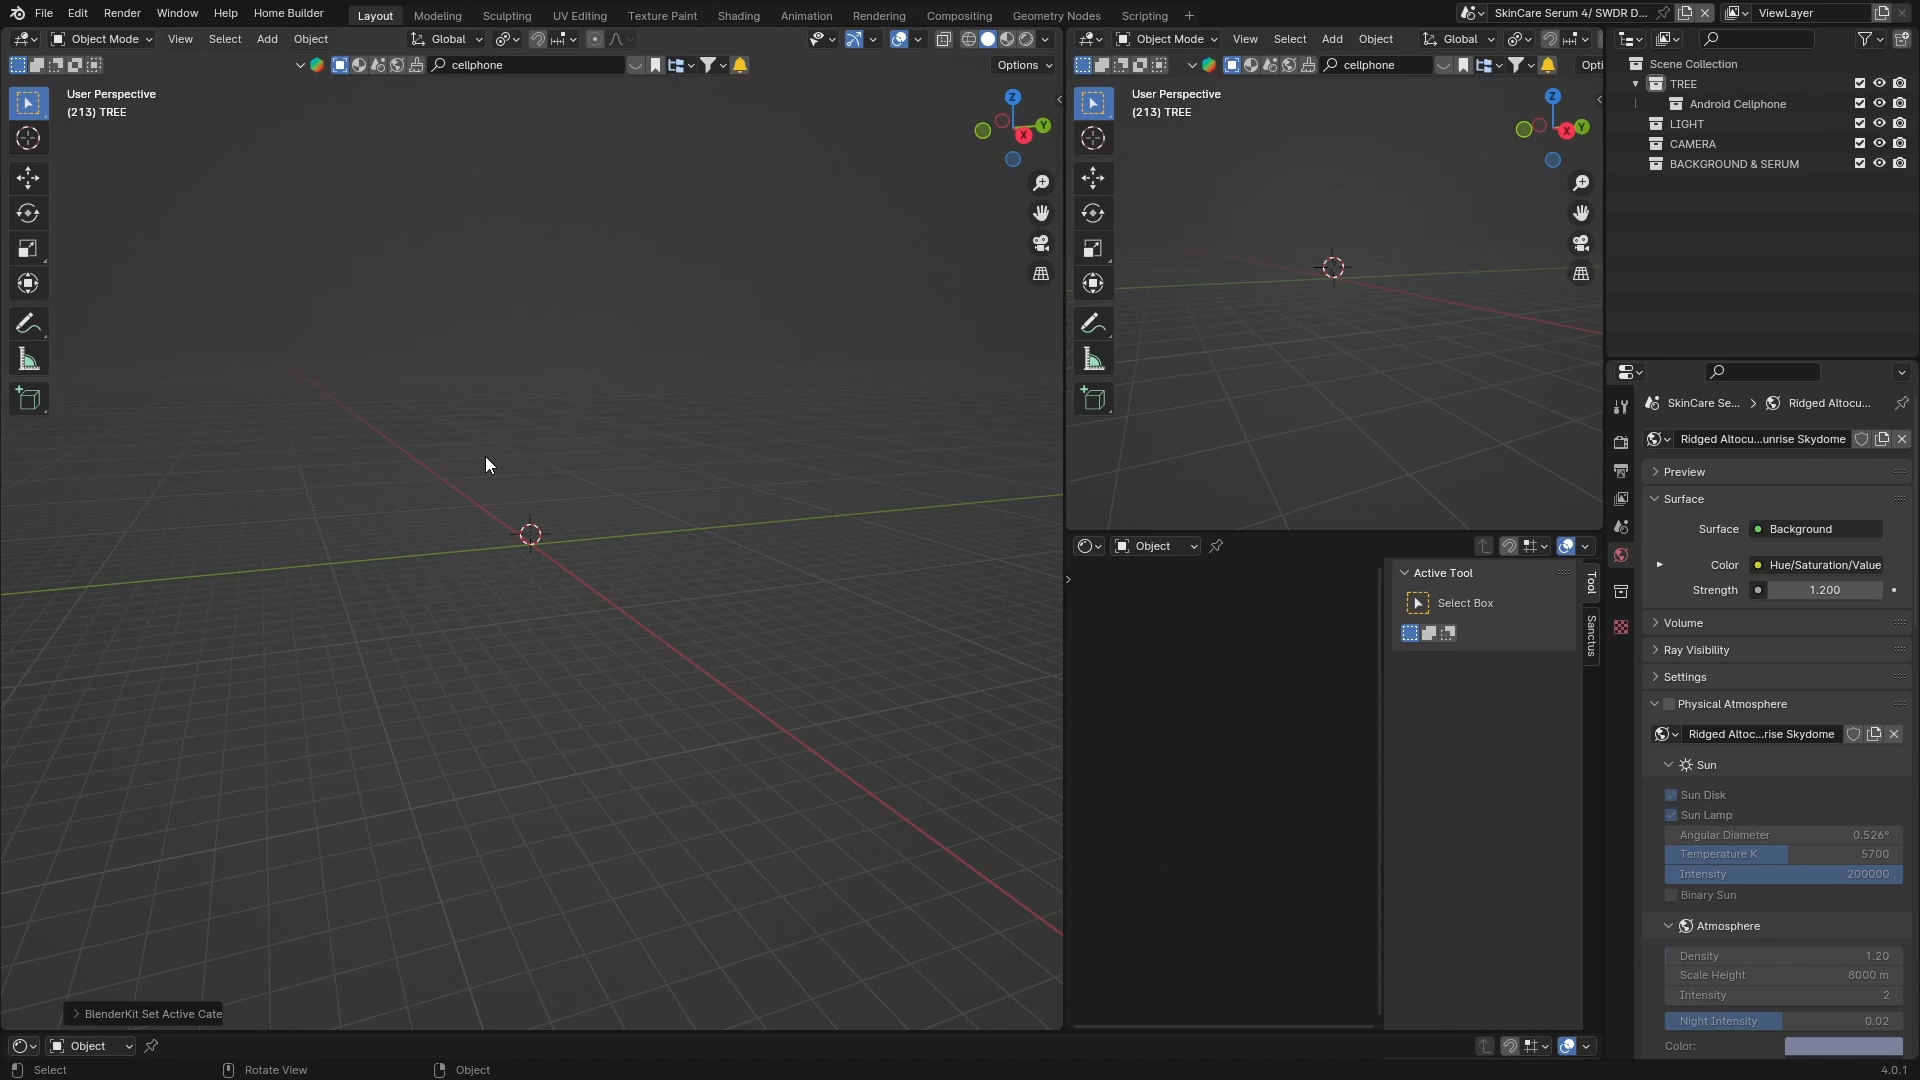 File Edit Render Window Help Home Builder
Layout Modeling Sculpting UV Editing Texture Paint Shading Animation Rendering Compositing Geometry Nodes Scripting +
SkinCare Serum 4/ SWDR D...
ViewLayer
Object Mode View Select Add Object
Global
cellphone
Options
User Perspective
(213) TREE
Z
Y
X
BlenderKit Set Active Cate
Object
Object Mode View Select Add Object
Global
cellphone
Opti
User Perspective
(213) TREE
Z
Y
X
Object
Active Tool
Select Box
Tool
Sanctus
Scene Collection
TREE
Android Cellphone
LIGHT
CAMERA
BACKGROUND & SERUM
SkinCare Se... > Ridged Altocu...
Ridged Altocu...unrise Skydome
Preview
Surface
Surface Background
Color Hue/Saturation/Value
Strength 1.200
Volume
Ray Visibility
Settings
Physical Atmosphere
Ridged Altoc...rise Skydome
Sun
Sun Disk
Sun Lamp
Angular Diameter 0.526°
Temperature K 5700
Intensity 200000
Binary Sun
Atmosphere
Density 1.20
Scale Height 8000 m
Intensity 2
Night Intensity 0.02
Color:
Select
Rotate View
Object
4.0.1